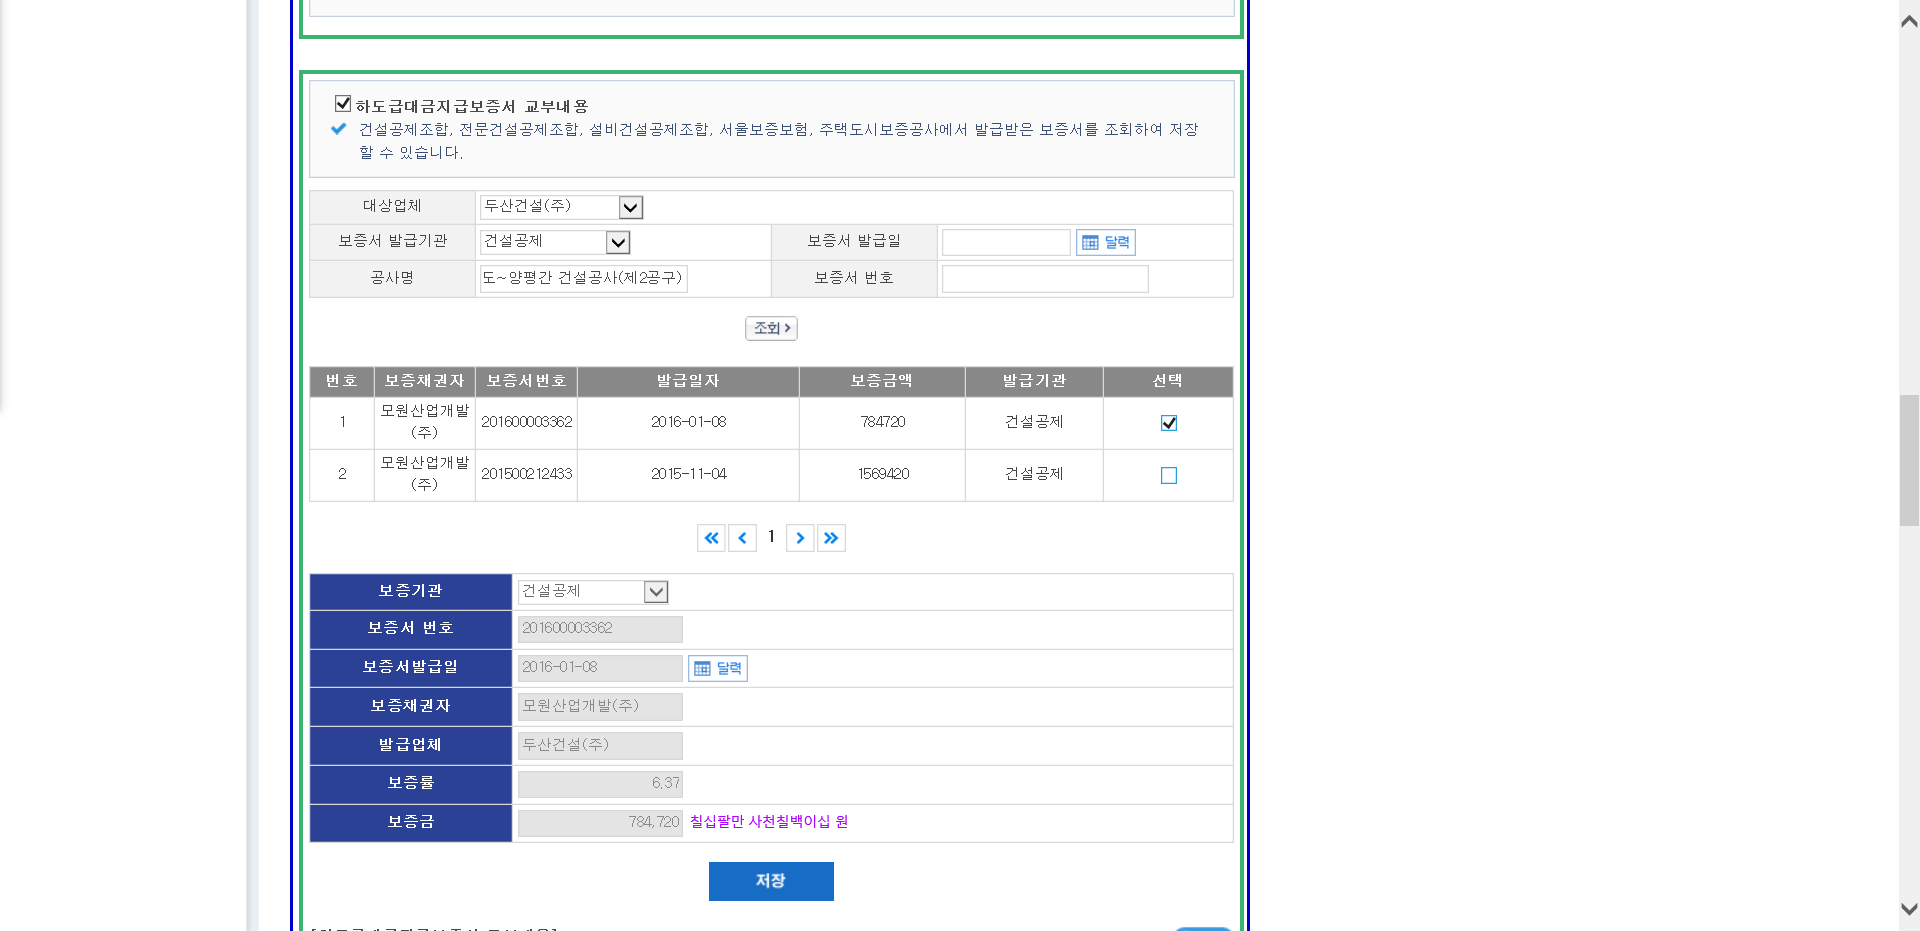 하도급대금지급보증서 교부내용
건설공제조합, 전문건설공제조합, 설비건설공제조합, 서울보증보험, 주택도시보증공사에서 발급받은 보증서를 조회하여 저장
할 수 있습니다.
대상업체 두산건설(주)
보증서 발급기관 건설공제 보증서 발급일 달력
공사명 도~양평간 건설공사(제2공구) 보증서 번호
조회
번호 보증채권자 보증서번호 발급일자 보증금액 발급기관 선택
1 모원산업개발 201600003362 2016-01-08 784720 건설공제
(주)
2 모원산업개발 201500212433 2015-11-04 1569420 건설공제
(주)
1
보증기관 건설공제
보증서 번호 201600003362
보증서발급일 2016-01-08 달력
보증채권자 모원산업개발(주)
발급업체 두산건설(주)
보증률 6.37
보증금 784,720 칠십팔만 사천칠백이십 원
저장